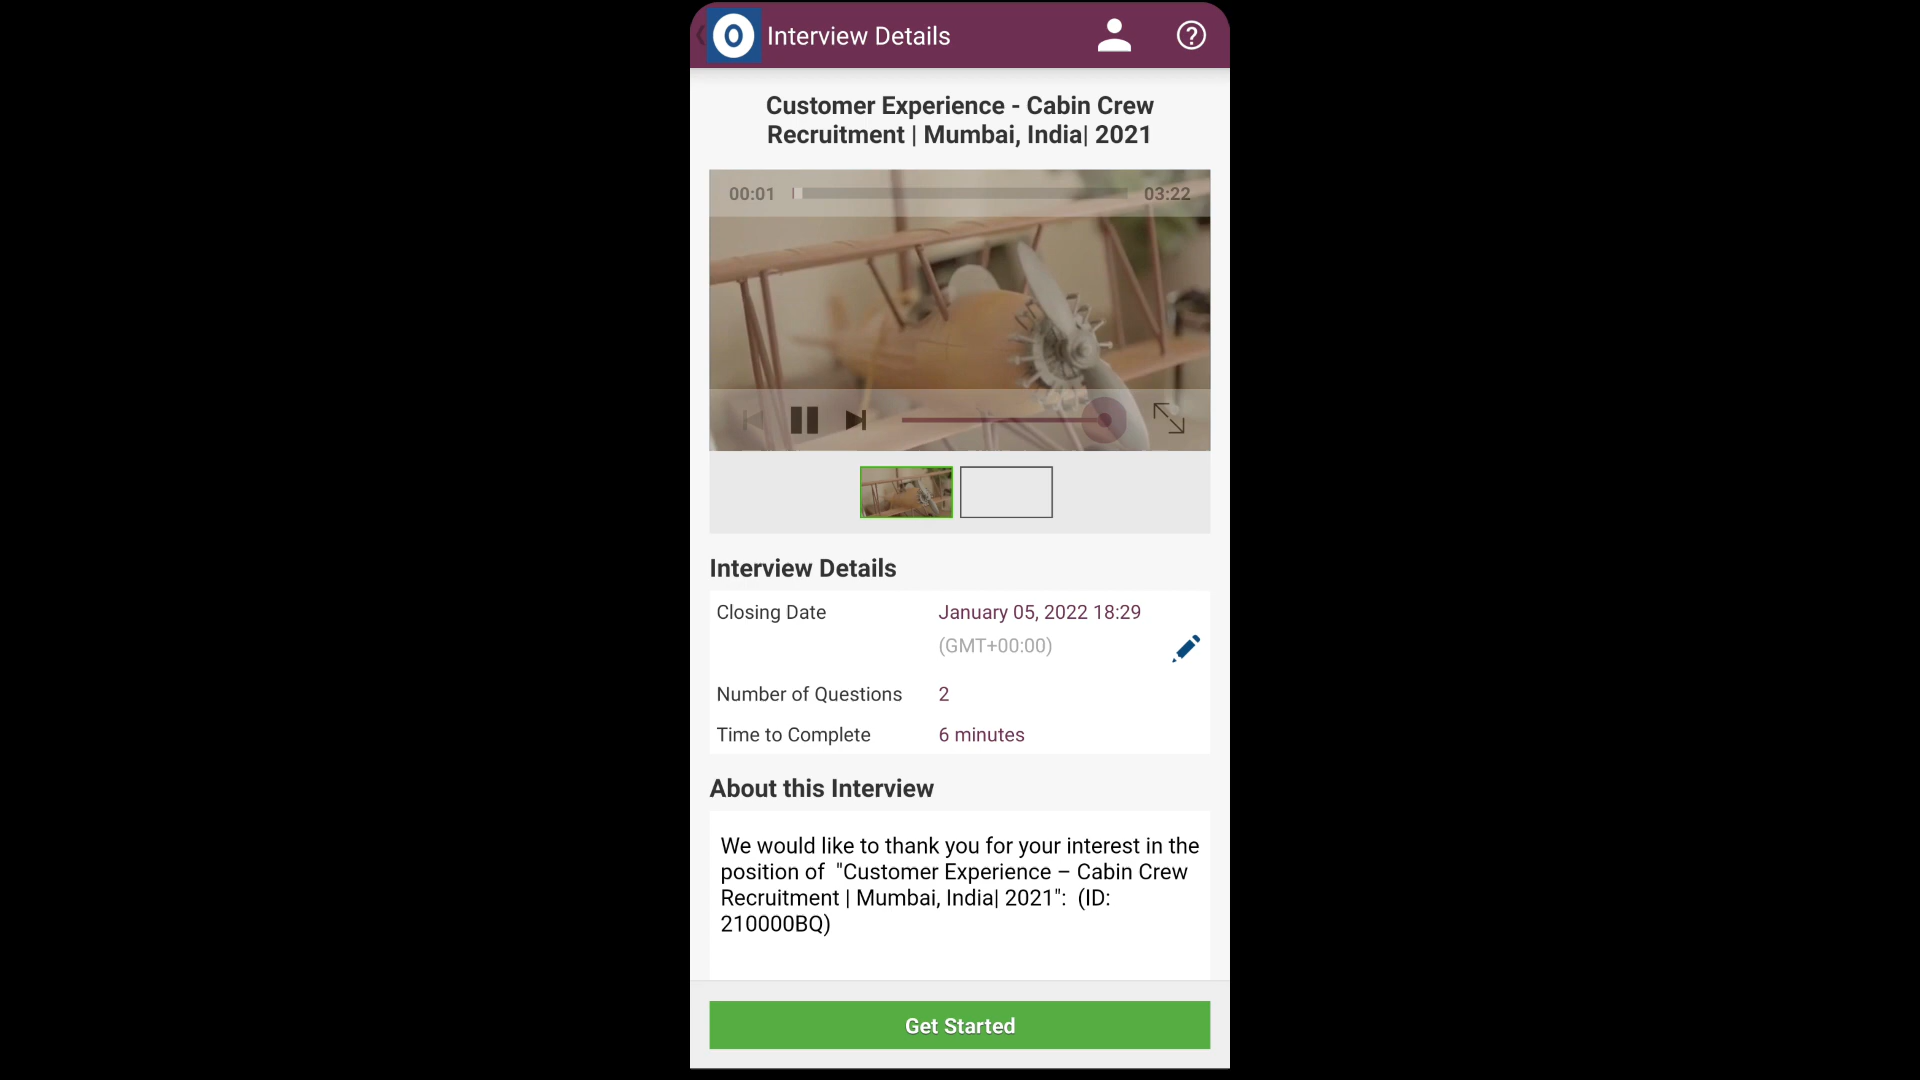 Interview Details
Customer Experience - Cabin Crew
Recruitment | Mumbai, India| 2021
00:01 03:22
Interview Details
Closing Date January 05, 2022 18:29
(GMT+00:00)
Number of Questions 2
Time to Complete 6 minutes
About this Interview
We would like to thank you for your interest in the
position of "Customer Experience – Cabin Crew
Recruitment | Mumbai, India| 2021": (ID:
210000BQ)
Get Started